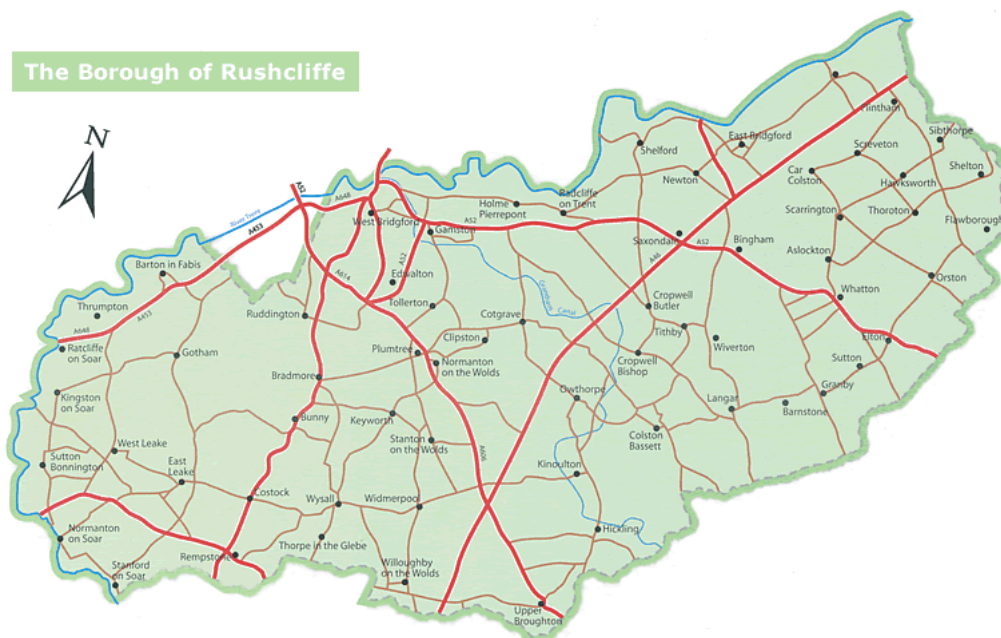 The Borough of Rushcliffe
N
A52
A648
River Trent
A453
West Bridgford
Gamston
Holme
Pierrepont
Radcliffe
on Trent
A52
Shelford
Newton
East Bridgford
Flintham
Sibthorpe
Screveton
Shelton
Car
Colston
Hawksworth
Scarrington
Thoroton
Flawborough
Saxondale
A52
Bingham
Aslockton
A46
Orston
Whatton
Barton in Fabis
Thrumpton
A648
A453
Ratcliffe
on Soar
Gotham
Ruddington
A614
A52
Edwalton
Tollerton
Grantham
Canal
Cotgrave
Clipston
Plumtree
Normanton
on the Wolds
Cropwell
Butler
Tithby
Wiverton
Cropwell
Bishop
Elton
Sutton
Granby
Barnstone
Langar
Owthorpe
Colston
Bassett
Kingston
on Soar
Bradmore
Bunny
Keyworth
Stanton
on the Wolds
A606
Kinoulton
West Leake
Sutton
Bonnington
East
Leake
Costock
Wysall
Widmerpool
Normanton
on Soar
Rempstone
Thorpe in the Glebe
Hickling
Stanford
on Soar
Willoughby
on the Wolds
Upper
Broughton